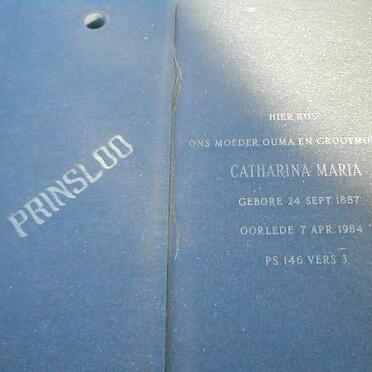 PRINSLOO
HIER RUS
ONS MOEDER, OUMA EN
CATHARINA MARIA
GEBORE 24 SEPT. 1887
OORLEDE 7 APR. 1984
PS 146 VERS 3